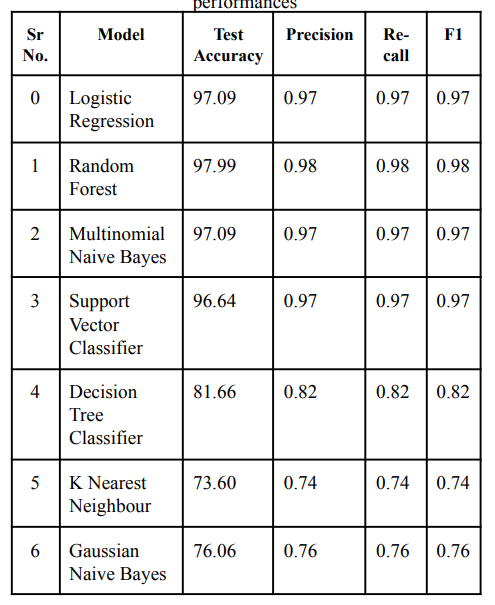 performances
Sr No. Model Test Accuracy Precision Re-call F1
0 Logistic Regression 97.09 0.97 0.97 0.97
1 Random Forest 97.99 0.98 0.98 0.98
2 Multinomial Naive Bayes 97.09 0.97 0.97 0.97
3 Support Vector Classifier 96.64 0.97 0.97 0.97
4 Decision Tree Classifier 81.66 0.82 0.82 0.82
5 K Nearest Neighbour 73.60 0.74 0.74 0.74
6 Gaussian Naive Bayes 76.06 0.76 0.76 0.76